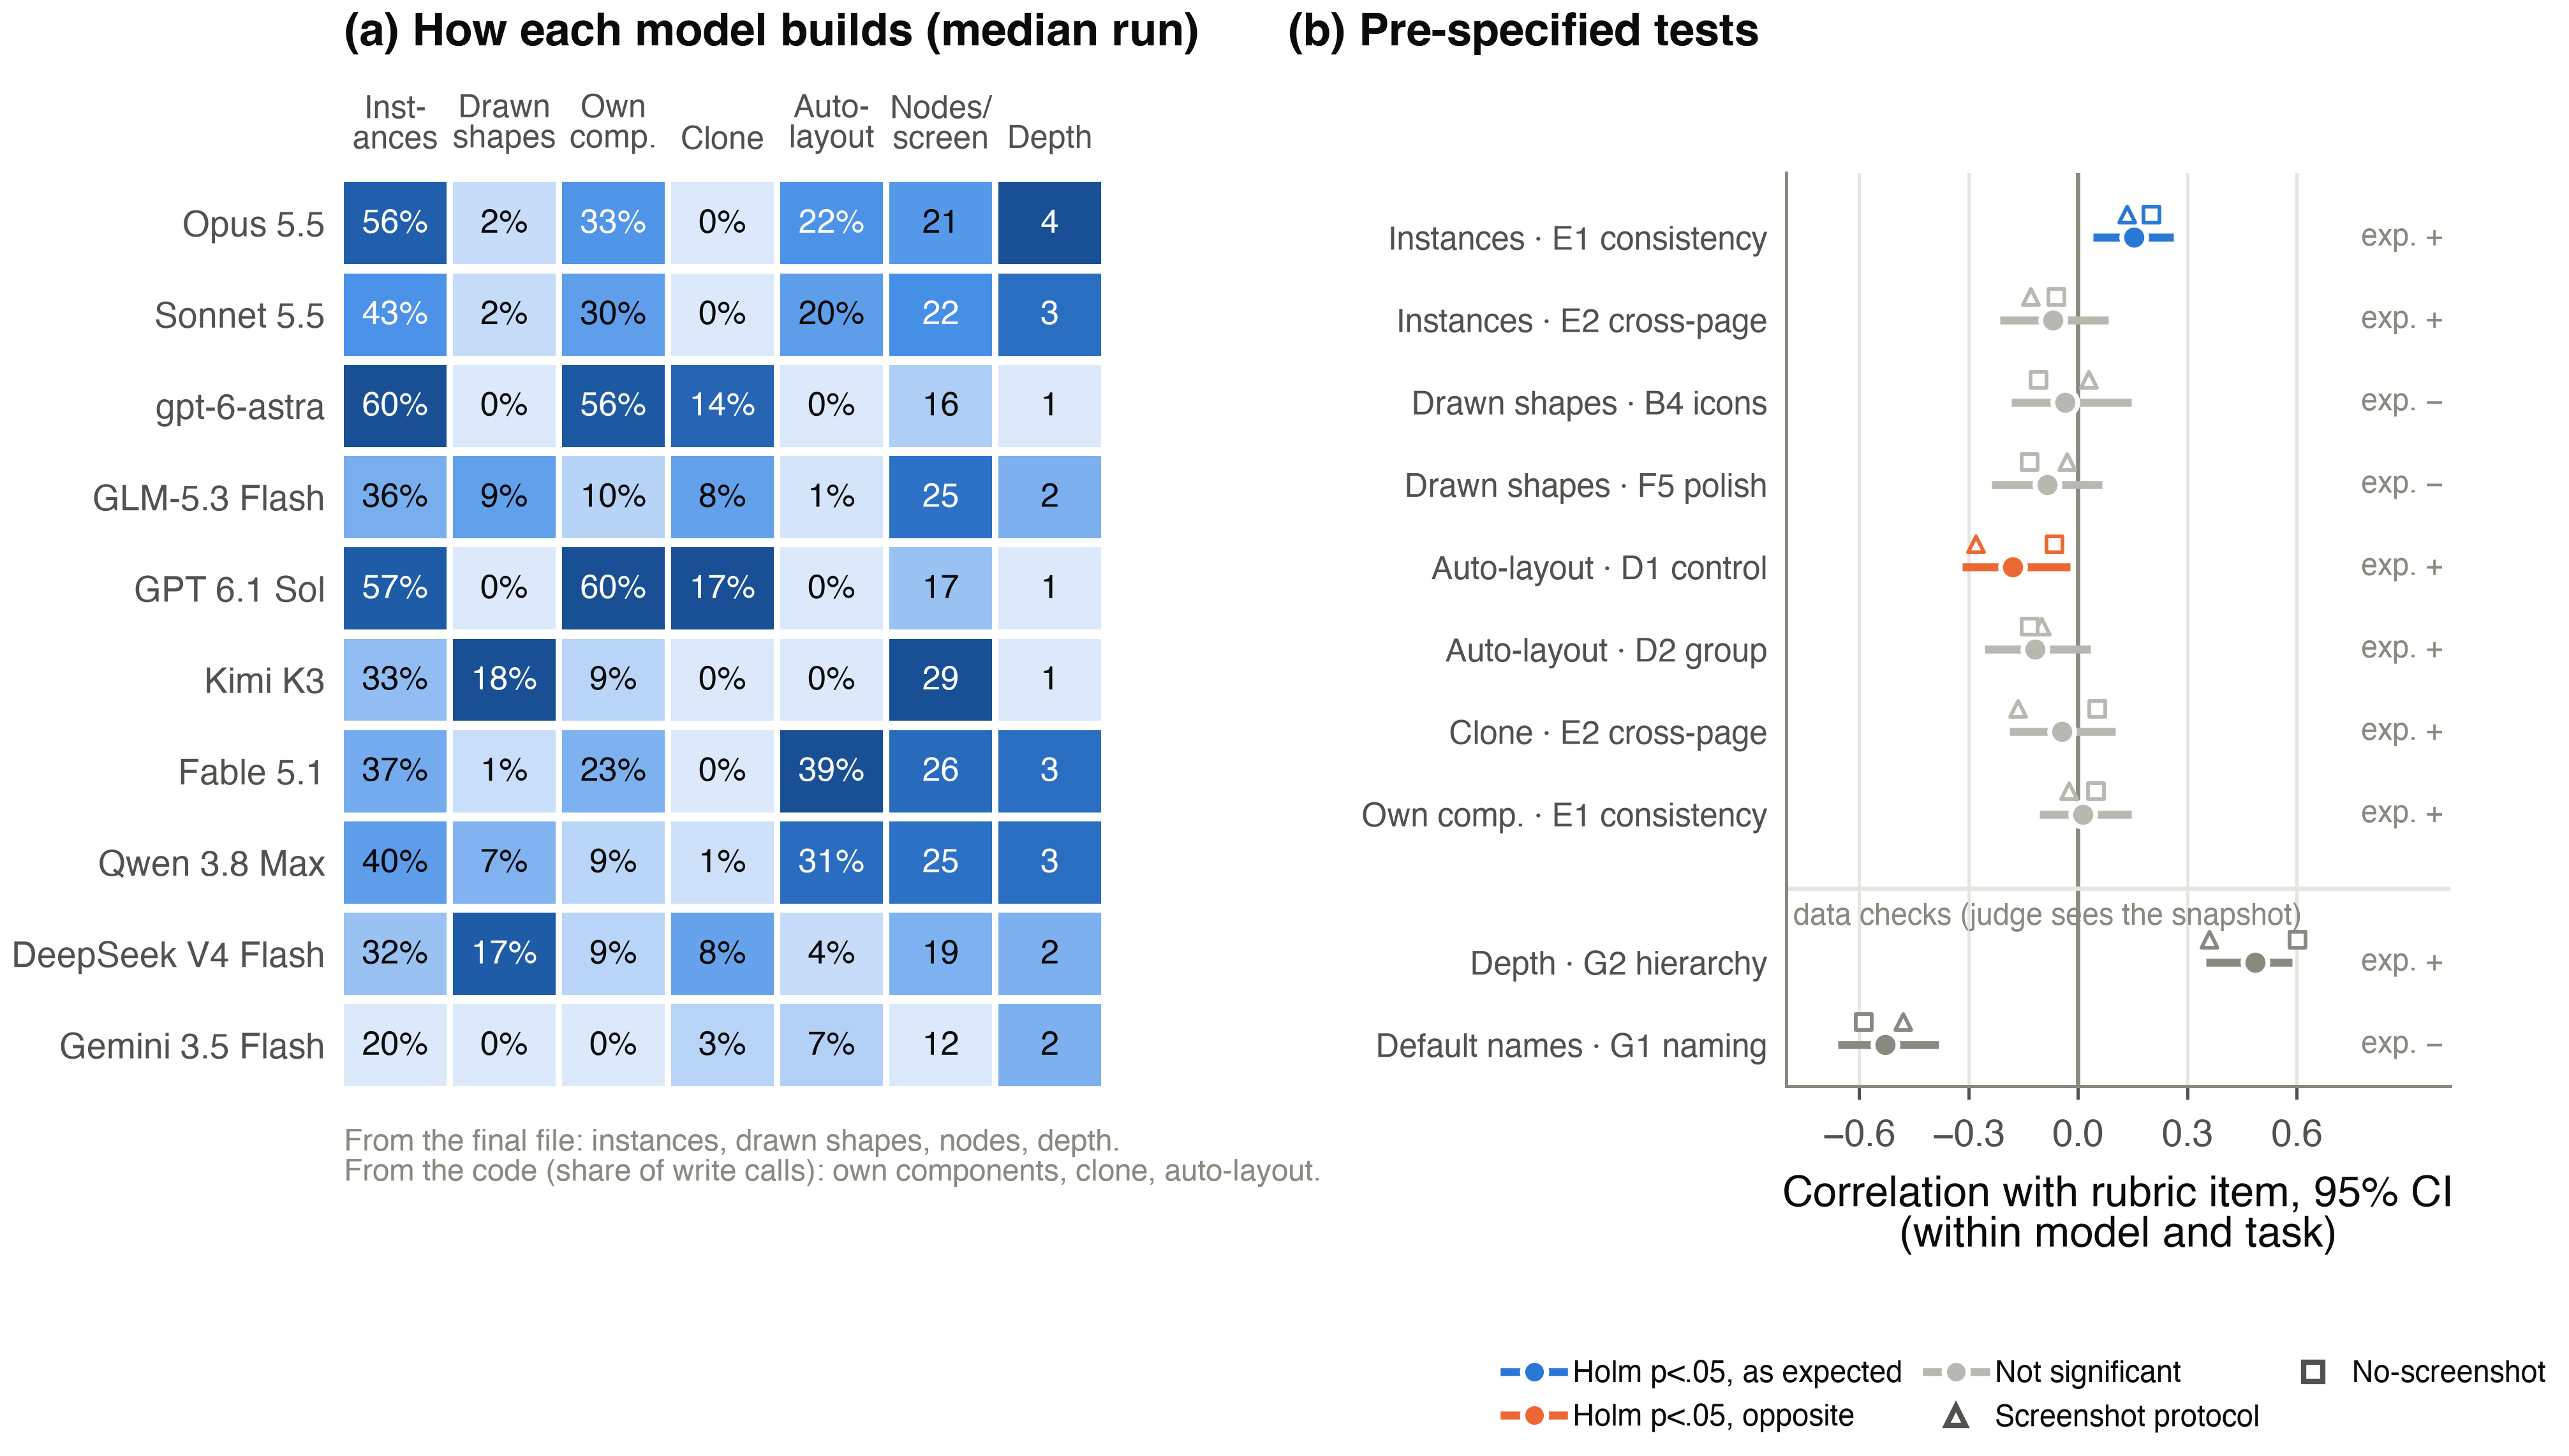 (a) How each model builds (median run)
Inst-
ances
Drawn
shapes
Own
comp.
Clone
Auto-
layout
Nodes/
screen
Depth
Opus 5.5 56% 2% 33% 0% 22% 21 4
Sonnet 5.5 43% 2% 30% 0% 20% 22 3
gpt-6-astra 60% 0% 56% 14% 0% 16 1
GLM-5.3 Flash 36% 9% 10% 8% 1% 25 2
GPT 6.1 Sol 57% 0% 60% 17% 0% 17 1
Kimi K3 33% 18% 9% 0% 0% 29 1
Fable 5.1 37% 1% 23% 0% 39% 26 3
Qwen 3.8 Max 40% 7% 9% 1% 31% 25 3
DeepSeek V4 Flash 32% 17% 9% 8% 4% 19 2
Gemini 3.5 Flash 20% 0% 0% 3% 7% 12 2
From the final file: instances, drawn shapes, nodes, depth.
From the code (share of write calls): own components, clone, auto-layout.
(b) Pre-specified tests
Instances · E1 consistency exp. +
Instances · E2 cross-page exp. +
Drawn shapes · B4 icons exp. −
Drawn shapes · F5 polish exp. −
Auto-layout · D1 control exp. +
Auto-layout · D2 group exp. +
Clone · E2 cross-page exp. +
Own comp. · E1 consistency exp. +
data checks (judge sees the snapshot)
Depth · G2 hierarchy exp. +
Default names · G1 naming exp. −
−0.6 −0.3 0.0 0.3 0.6
Correlation with rubric item, 95% CI
(within model and task)
Holm p<.05, as expected
Holm p<.05, opposite
Not significant
Screenshot protocol
No-screenshot